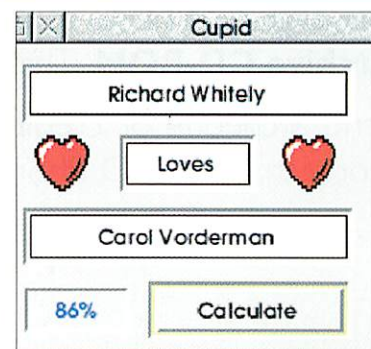 Cupid
Richard Whitely
Loves
Carol Vorderman
86%
Calculate